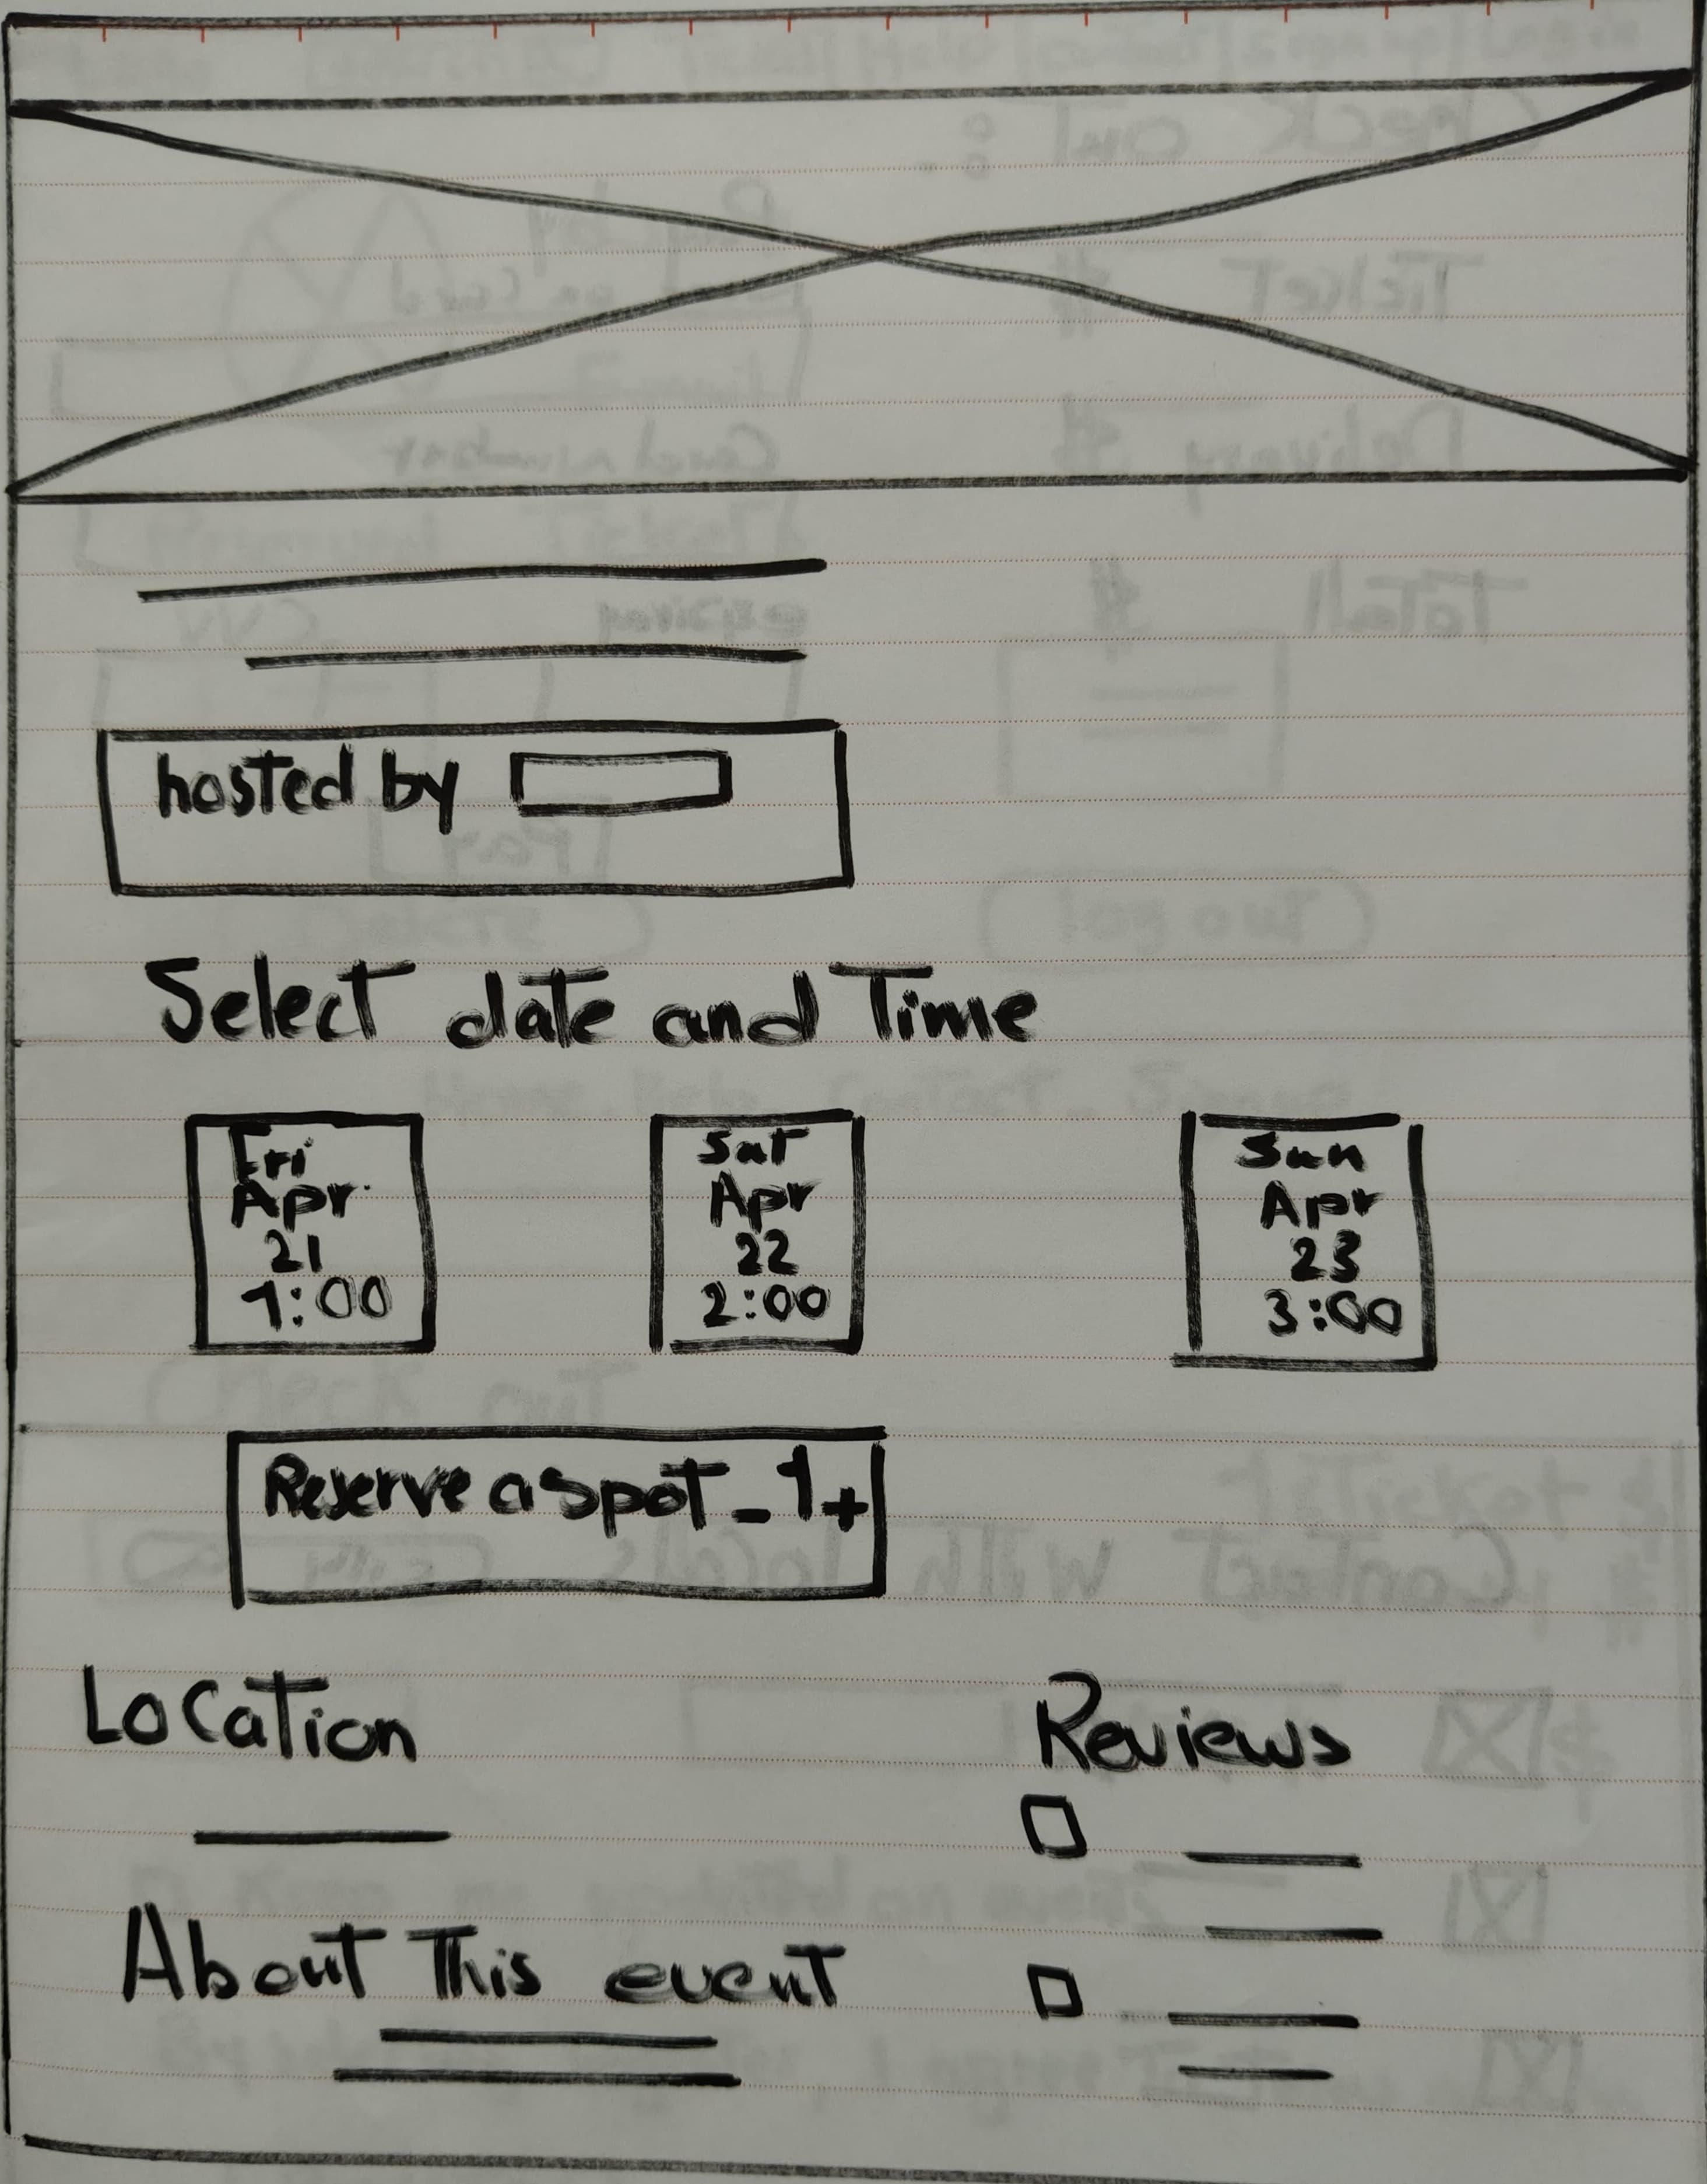 hosted by
Select date and Time
Fri
Apr
21
1:00
Sat
Apr
22
2:00
Sun
Apr
23
3:00
Reserve a spot - 1 +
Location
Reviews
About This event